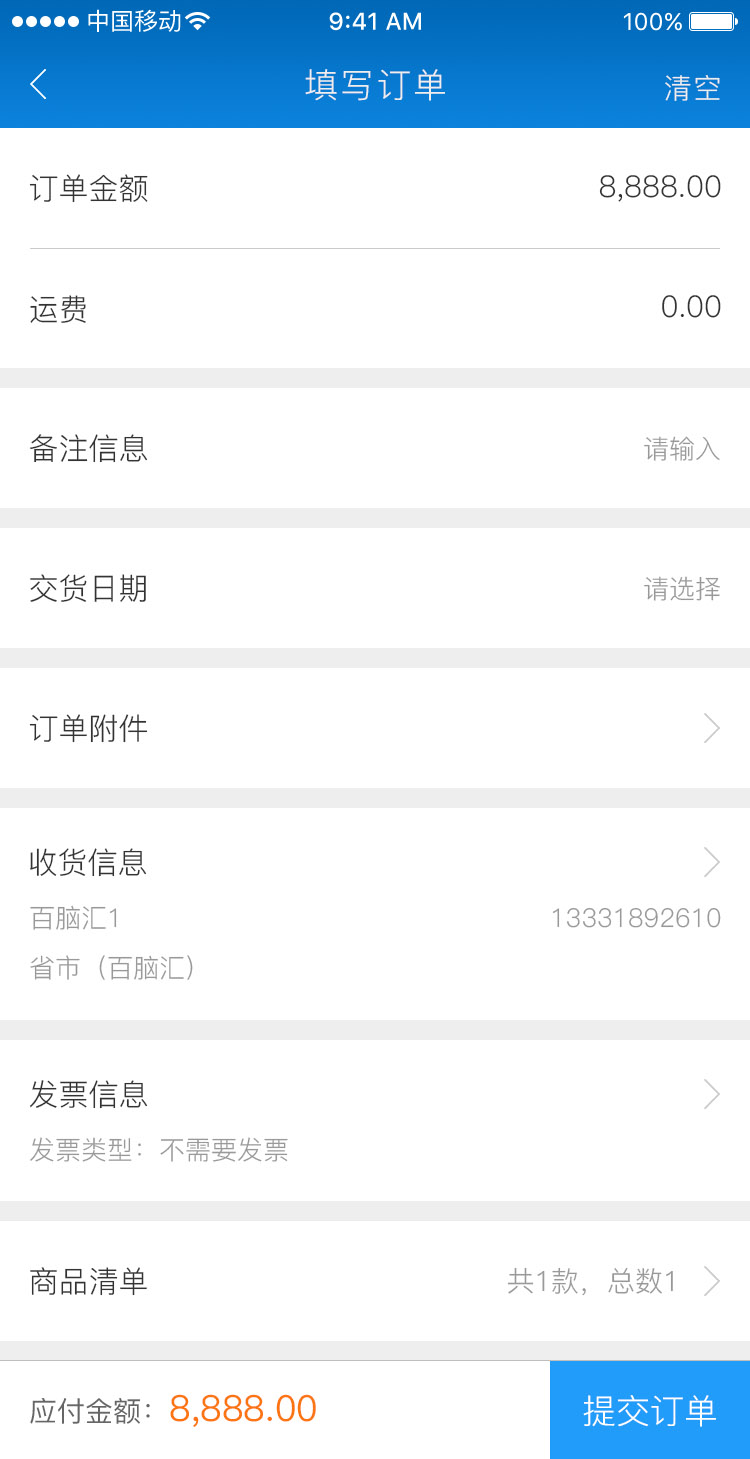 中国移动 9:41 AM 100%
填写订单 清空
订单金额 8,888.00
运费 0.00
备注信息 请输入
交货日期 请选择
订单附件
收货信息
百脑汇1 13331892610
省市（百脑汇）
发票信息
发票类型：不需要发票
商品清单 共1款，总数1
应付金额：8,888.00 提交订单